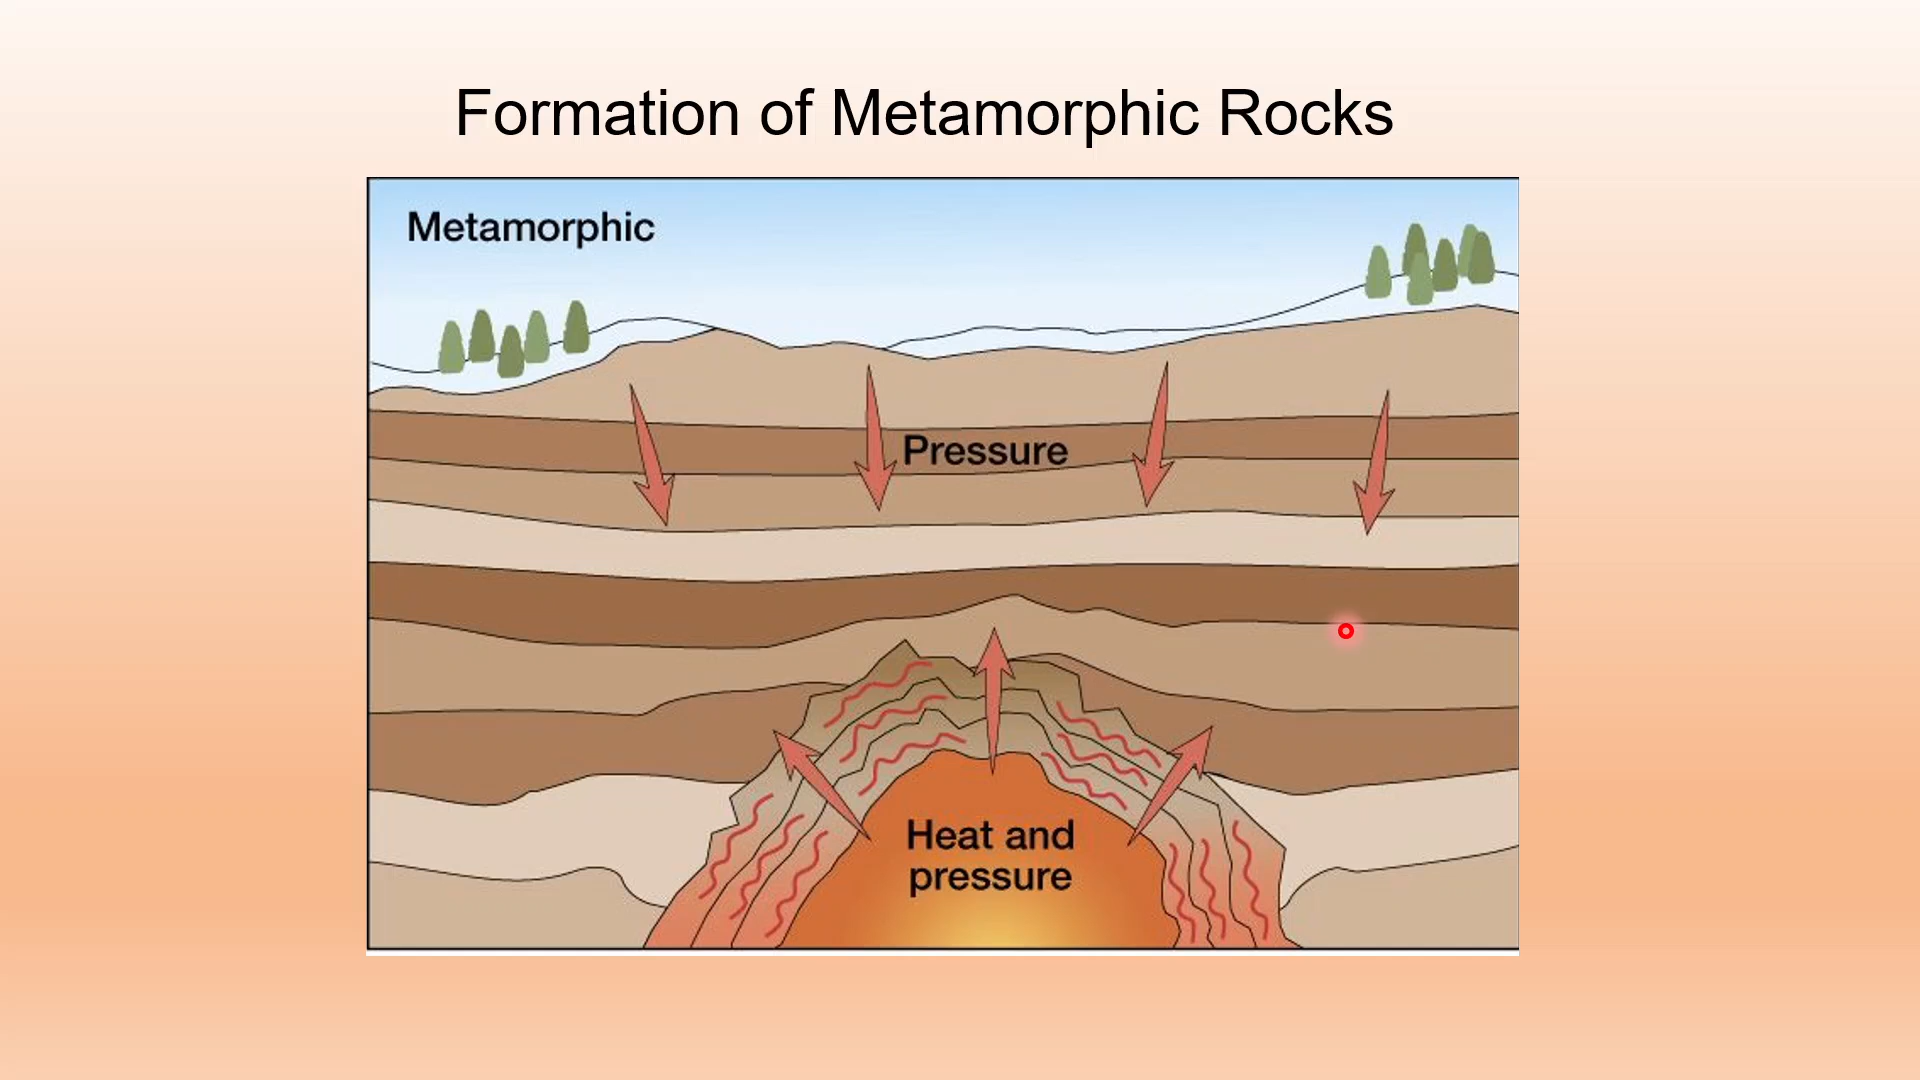 Formation of Metamorphic Rocks
Metamorphic
Pressure
Heat and
pressure